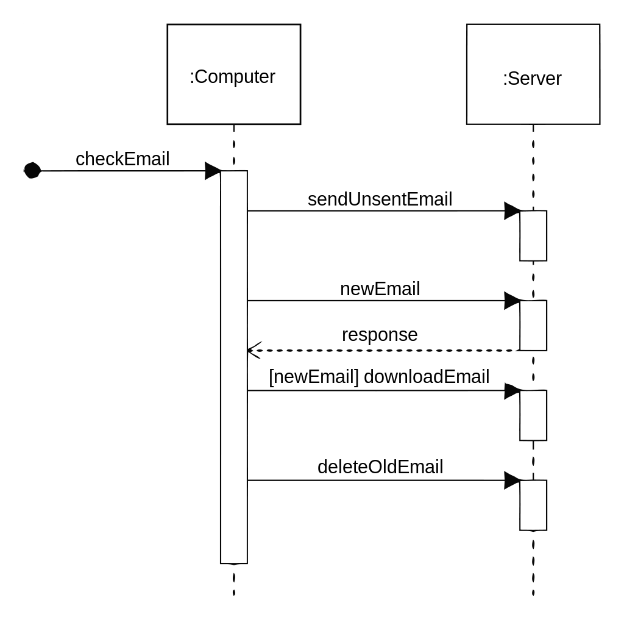 :Computer
:Server
checkEmail
sendUnsentEmail
newEmail
response
[newEmail] downloadEmail
deleteOldEmail